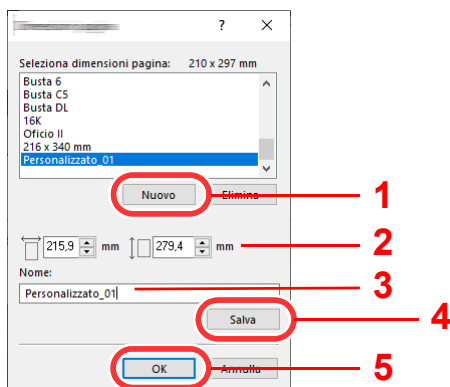 ?
Seleziona dimensioni pagina: 210 x 297 mm
Busta 6
Busta C5
Busta DL
16K
Oficio II
216 x 340 mm
Personalizzato_01
Nuovo Elimina 1
215,9 mm 279,4 mm 2
Nome:
Personalizzato_01 3
Salva 4
OK Annulla 5